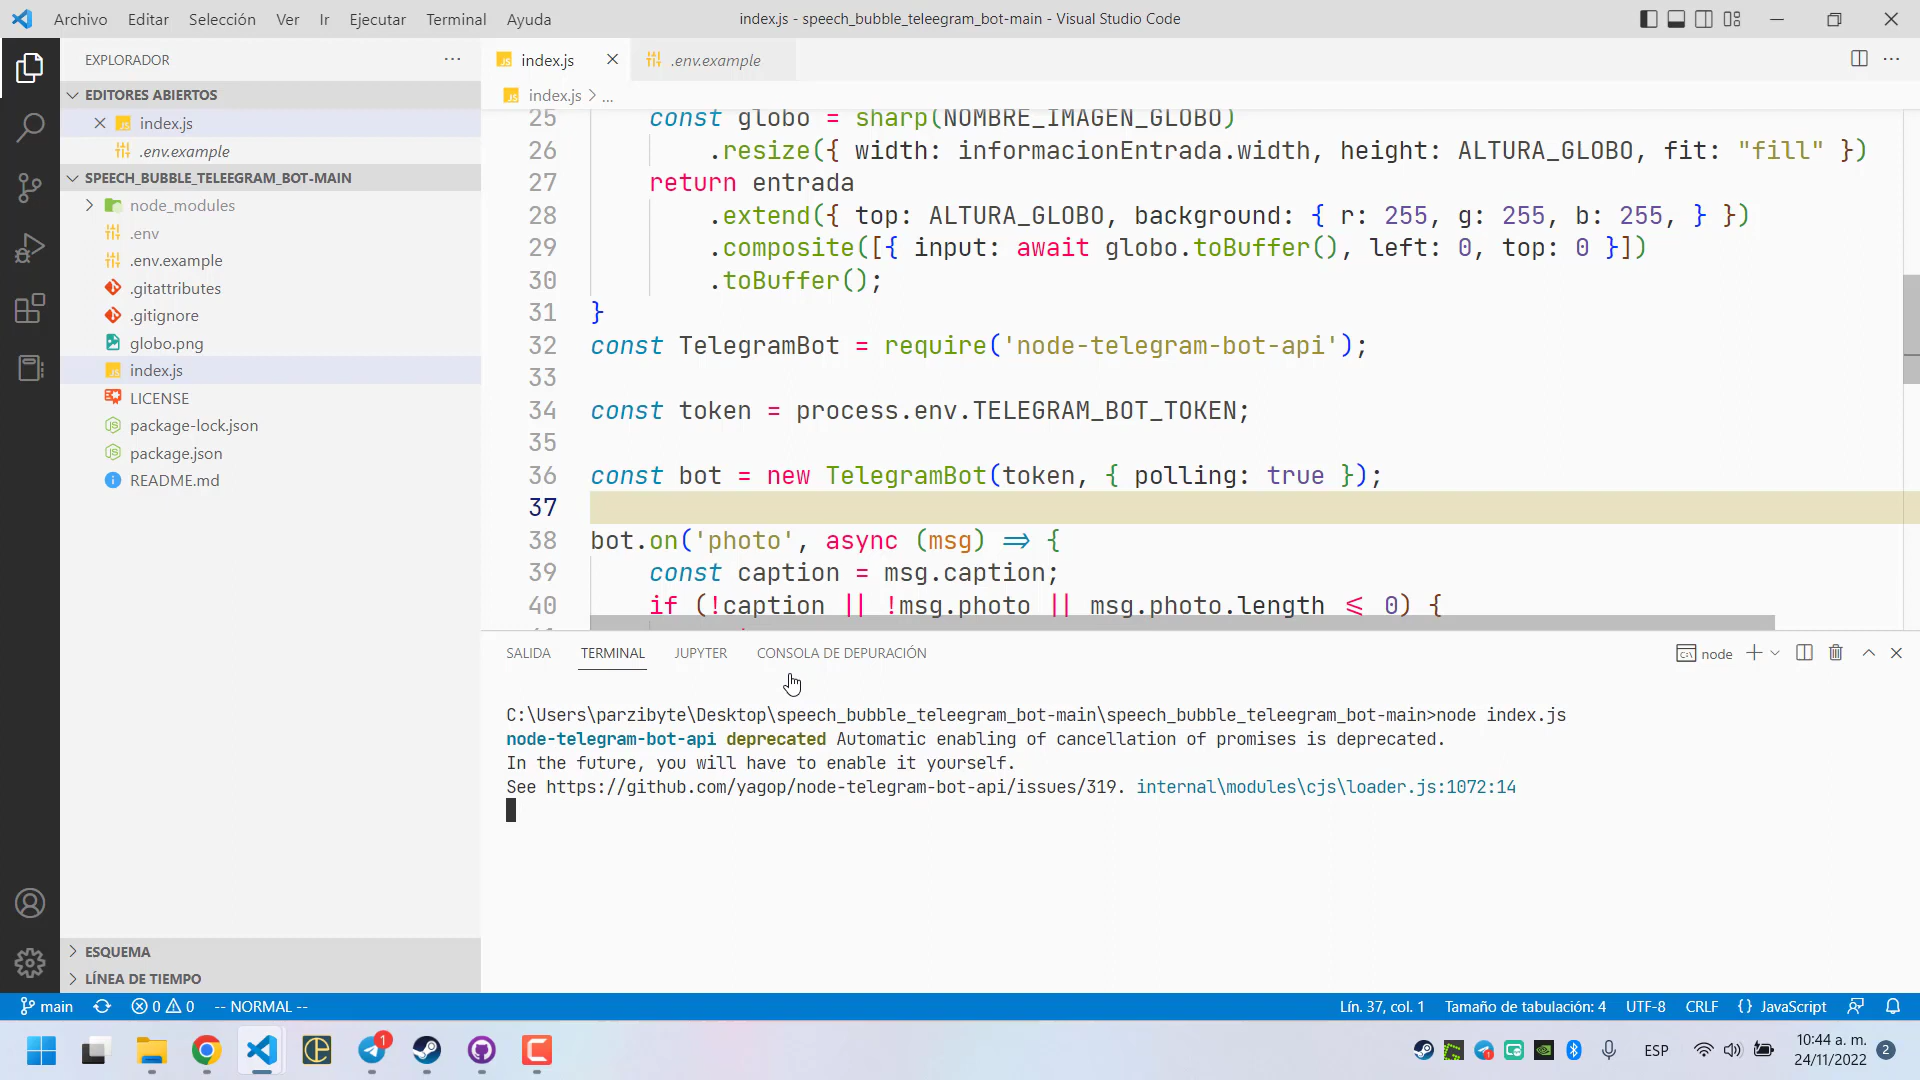 Archivo Editar Selección Ver Ir Ejecutar Terminal Ayuda
index.js - speech_bubble_teleegram_bot-main - Visual Studio Code
EXPLORADOR
EDITORES ABIERTOS
index.js
.env.example
SPEECH_BUBBLE_TELEEGRAM_BOT-MAIN
node_modules
.env
.env.example
.gitattributes
.gitignore
globo.png
index.js
LICENSE
package-lock.json
package.json
README.md
ESQUEMA
LÍNEA DE TIEMPO
index.js
.env.example
index.js > ...
25 const globo = sharp(NOMBRE_IMAGEN_GLOBO)
26 .resize({ width: informacionEntrada.width, height: ALTURA_GLOBO, fit: "fill" })
27 return entrada
28 .extend({ top: ALTURA_GLOBO, background: { r: 255, g: 255, b: 255, } })
29 .composite([{ input: await globo.toBuffer(), left: 0, top: 0 }])
30 .toBuffer();
31 }
32 const TelegramBot = require('node-telegram-bot-api');
33
34 const token = process.env.TELEGRAM_BOT_TOKEN;
35
36 const bot = new TelegramBot(token, { polling: true });
37
38 bot.on('photo', async (msg) => {
39 const caption = msg.caption;
40 if (!caption || !msg.photo || msg.photo.length <= 0) {
SALIDA TERMINAL JUPYTER CONSOLA DE DEPURACIÓN
node
C:\Users\parzibyte\Desktop\speech_bubble_teleegram_bot-main\speech_bubble_teleegram_bot-main>node index.js
node-telegram-bot-api deprecated Automatic enabling of cancellation of promises is deprecated.
In the future, you will have to enable it yourself.
See https://github.com/yagop/node-telegram-bot-api/issues/319. internal\modules\cjs\loader.js:1072:14
main 0 0 -- NORMAL --
Lín. 37, col. 1 Tamaño de tabulación: 4 UTF-8 CRLF {} JavaScript
1
ESP
10:44 a. m.
24/11/2022
2